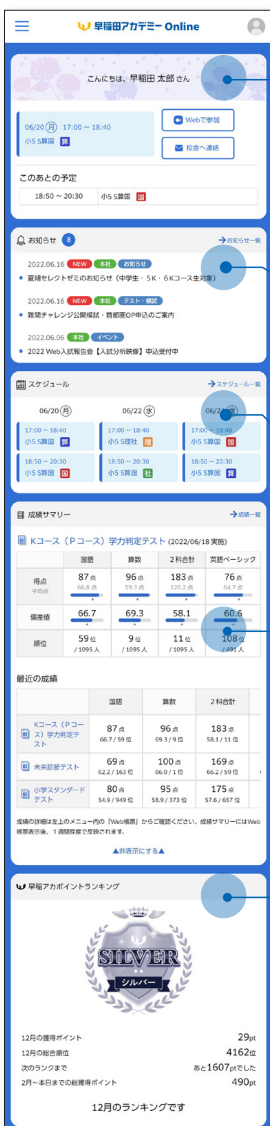 早稲田アカデミー Online
こんにちは、早稲田 太郎 さん
06/20 月 17:00 ~ 18:40
小5 S算国 算
Webで参加
校舎へ連絡
このあとの予定
18:50 ~ 20:30 小5 S算国 国
お知らせ 8 →お知らせ一覧
2022.06.16 NEW 本社 お知らせ
• 夏期セレクトゼミのお知らせ（中学生・5K・6Kコース生対象）
2022.06.16 NEW 本社 テスト・模試
• 難関チャレンジ公開模試・首都圏OP申込のご案内
2022.06.06 本社 イベント
• 2022 Web入試報告会【入試分析映像】申込受付中
スケジュール →スケジュール一覧
06/20 月 06/22 水 06/2
17:00 ~ 18:40 17:00 ~ 18:40 17:00 ~ 18:40
小5 S算国 算 小5 S理社 理 小5 S算国 国
18:50 ~ 20:30 18:50 ~ 20:30 18:50 ~ 20:30
小5 S算国 国 小5 S理社 社 小5 S算国 算
成績サマリー →成績一覧
Kコース（Pコース）学力判定テスト (2022/06/18 実施)
国語 算数 2科合計 英語ベーシック
得点 87点 96点 183点 76点
平均点 66.8点 59.3点 126.2点 64.7点
偏差値 66.7 69.3 58.1 60.6
順位 59位 9位 11位 108位
/ 1095人 / 1095人 / 1095人 / 491人
最近の成績
国語 算数 2科合計
Kコース（Pコース）学力判定テスト 87点 96点 183点
66.7 / 59位 69.3 / 9位 58.1 / 11位
未来診断テスト 69点 100点 169点
62.2 / 163位 66.0 / 1位 66.2 / 59位
小学スタンダードテスト 80点 95点 175点
54.9 / 949位 58.9 / 373位 57.6 / 657位
成績の詳細は左上のメニュー内の「Web帳票」からご確認ください。成績サマリーにはWeb
帳票表示後、1週間程度で反映されます。
▲非表示にする▲
早稲アカポイントランキング
SILVER
シルバー
12月の獲得ポイント 29pt
12月の総合順位 4162位
次のランクまで あと1607ptでした
2月~本日までの総獲得ポイント 490pt
12月のランキングです